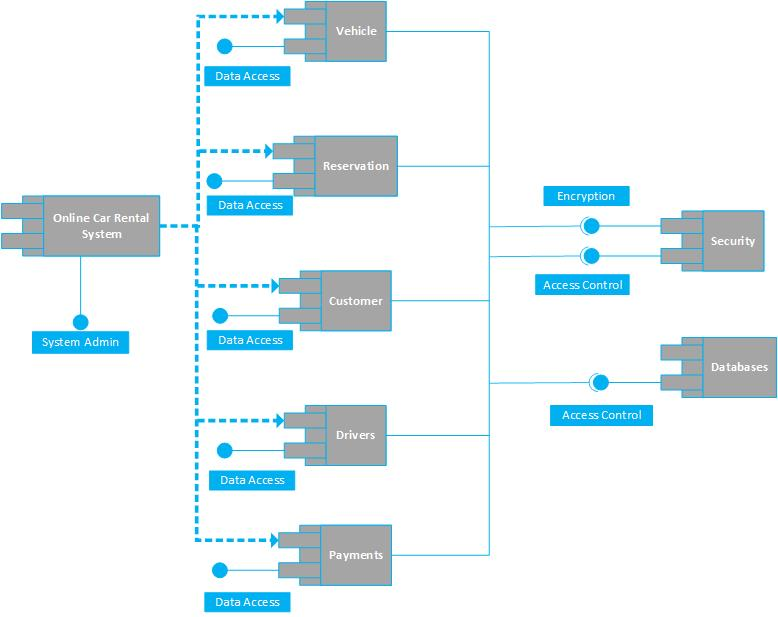 Vehicle
Data Access
Reservation
Data Access
Encryption
Online Car Rental
System
Security
Access Control
Customer
System Admin
Data Access
Databases
Access Control
Drivers
Data Access
Payments
Data Access